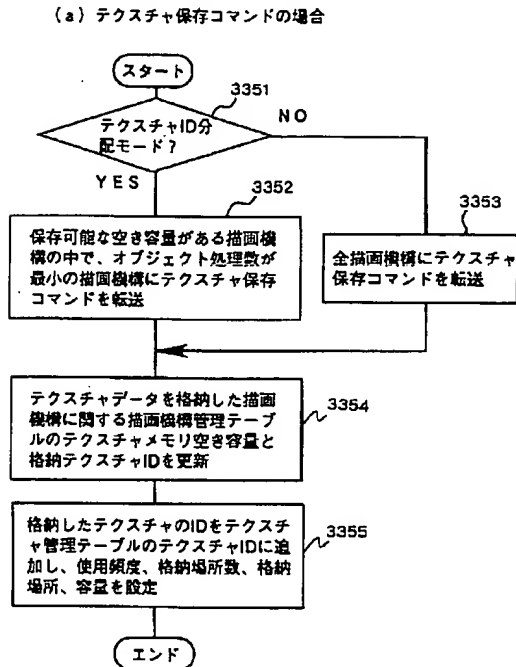 (a) テクスチャ保存コマンドの場合
スタート
3351
テクスチャID分
配モード?
NO
YES
3352
保存可能な空き容量がある描画機
構の中で、オブジェクト処理数が
最小の描画機構にテクスチャ保存
コマンドを転送
3353
全描画機構にテクスチャ
保存コマンドを転送
テクスチャデータを格納した描画
機構に関する描画機構管理テーブ
ルのテクスチャメモリ空き容量と
格納テクスチャIDを更新
3354
格納したテクスチャのIDをテクスチ
ャ管理テーブルのテクスチャIDに追
加し、使用頻度、格納場所数、格納
場所、容量を設定
3355
エンド